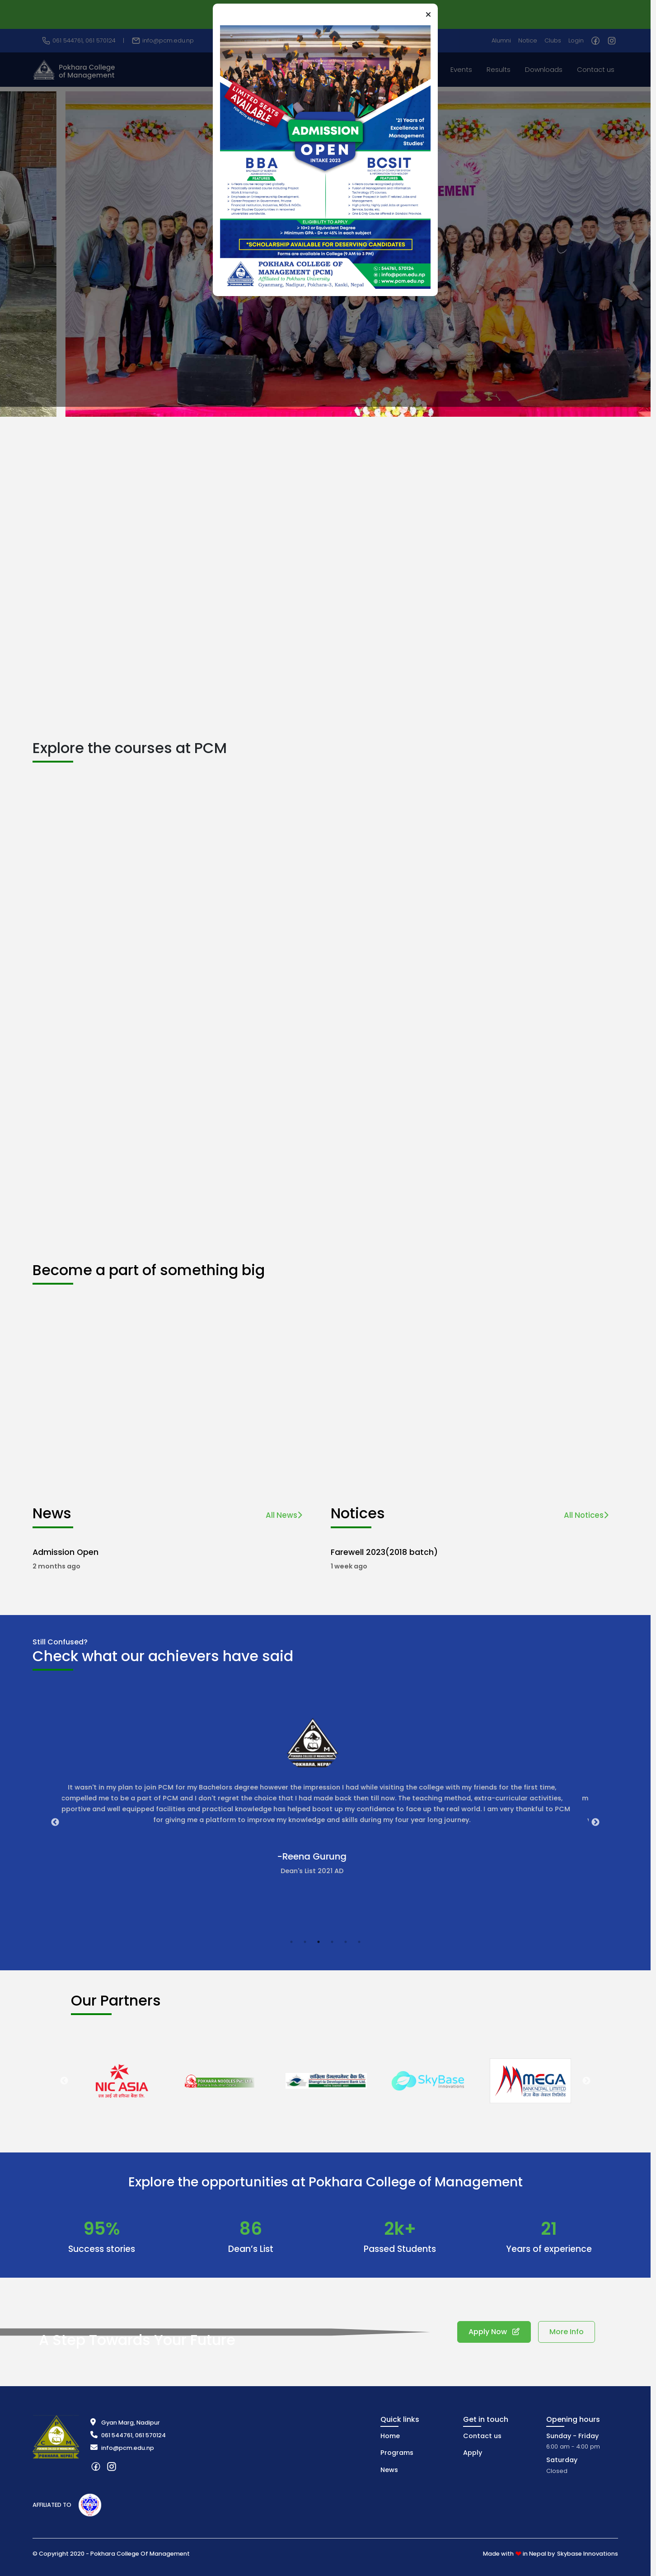 061 544761, 061 570124 | info@pcm.edu.np
Alumni Notice Clubs Login
Pokhara College
of Management
Events Results Downloads Contact us
×
LIMITED SEATS
AVAILABLE
ADMISSION
OPEN
INTAKE 2023
"21 Years of
Excellence in
Management
Studies"
BBA
FEATURES
BCSIT
FEATURES
ELIGIBILITY TO APPLY
> 10+2 or Equivalent Degree
> Minimum GPA - D+ or 45% in each subject
*SCHOLARSHIP AVAILABLE FOR DESERVING CANDIDATES
Forms are available in College (9 AM to 3 PM)
POKHARA COLLEGE OF
MANAGEMENT (PCM)
Affiliated to Pokhara University
Gyanmarg, Nadipur, Pokhara-3, Kaski, Nepal
: 544761, 570124
: info@pcm.edu.np
: www.pcm.edu.np
Explore the courses at PCM
Become a part of something big
News
All News
Admission Open
2 months ago
Notices
All Notices
Farewell 2023(2018 batch)
1 week ago
Still Confused?
Check what our achievers have said
P C M
POKHARA, NEPAL
It wasn't in my plan to join PCM for my Bachelors degree however the impression I had while visiting the college with my friends for the first time,
compelled me to be a part of PCM and I don't regret the choice that I had made back then till now. The teaching method, extra-curricular activities,
pportive and well equipped facilities and practical knowledge has helped boost up my confidence to face up the real world. I am very thankful to PCM
for giving me a platform to improve my knowledge and skills during my four year long journey.
-Reena Gurung
Dean's List 2021 AD
Our Partners
NIC ASIA
POKHARA NOODLES PVT. LTD.
SkyBase
Innovations
MEGA
BANK NEPAL LIMITED
Explore the opportunities at Pokhara College of Management
95%
Success stories
86
Dean's List
2k+
Passed Students
21
Years of experience
A Step Towards Your Future
Apply Now
More Info
Gyan Marg, Nadipur
061 544761, 061 570124
info@pcm.edu.np
AFFILIATED TO
Quick links
Home
Programs
News
Get in touch
Contact us
Apply
Opening hours
Sunday - Friday
6:00 am - 4:00 pm
Saturday
Closed
© Copyright 2020 - Pokhara College Of Management
Made with ❤ in Nepal by Skybase Innovations